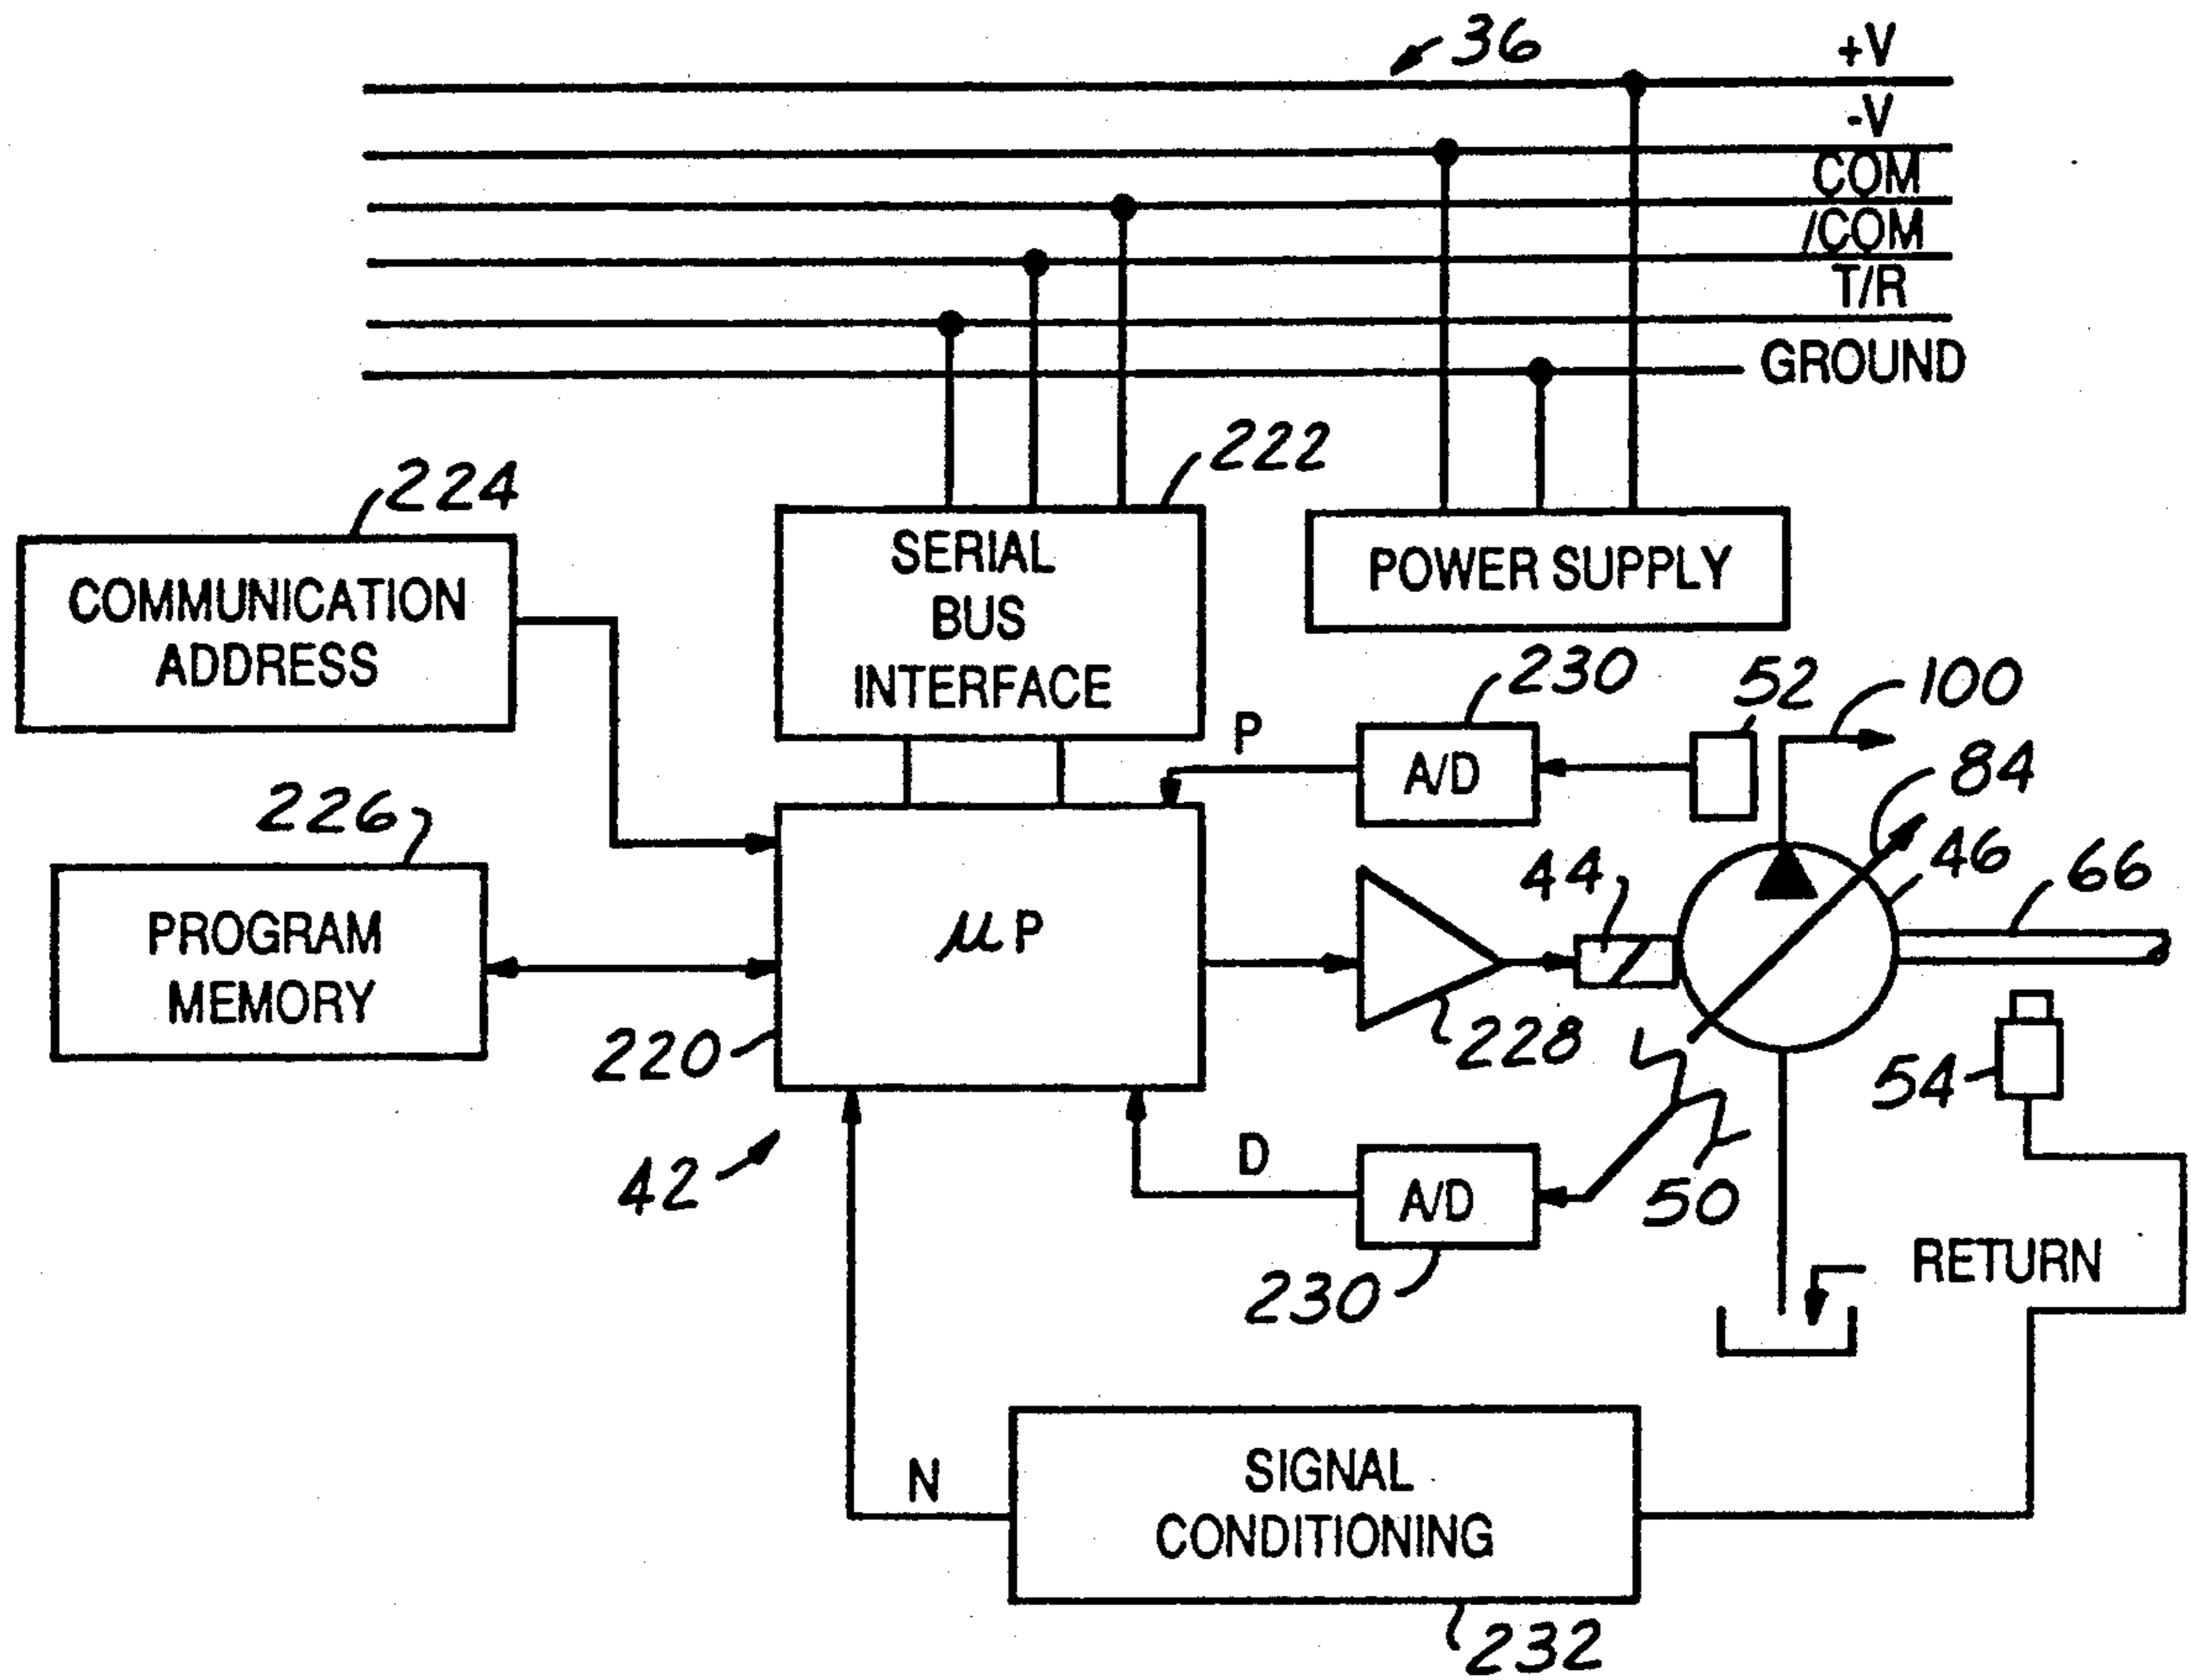 36
+V
-V
COM
/COM
T/R
GROUND
222
224
SERIAL
BUS
INTERFACE
POWER SUPPLY
COMMUNICATION
ADDRESS
230
52
100
P
A/D
84
226
44
46
66
PROGRAM
MEMORY
μP
228
220
54
42
D
A/D
50
230
RETURN
N
SIGNAL
CONDITIONING
232